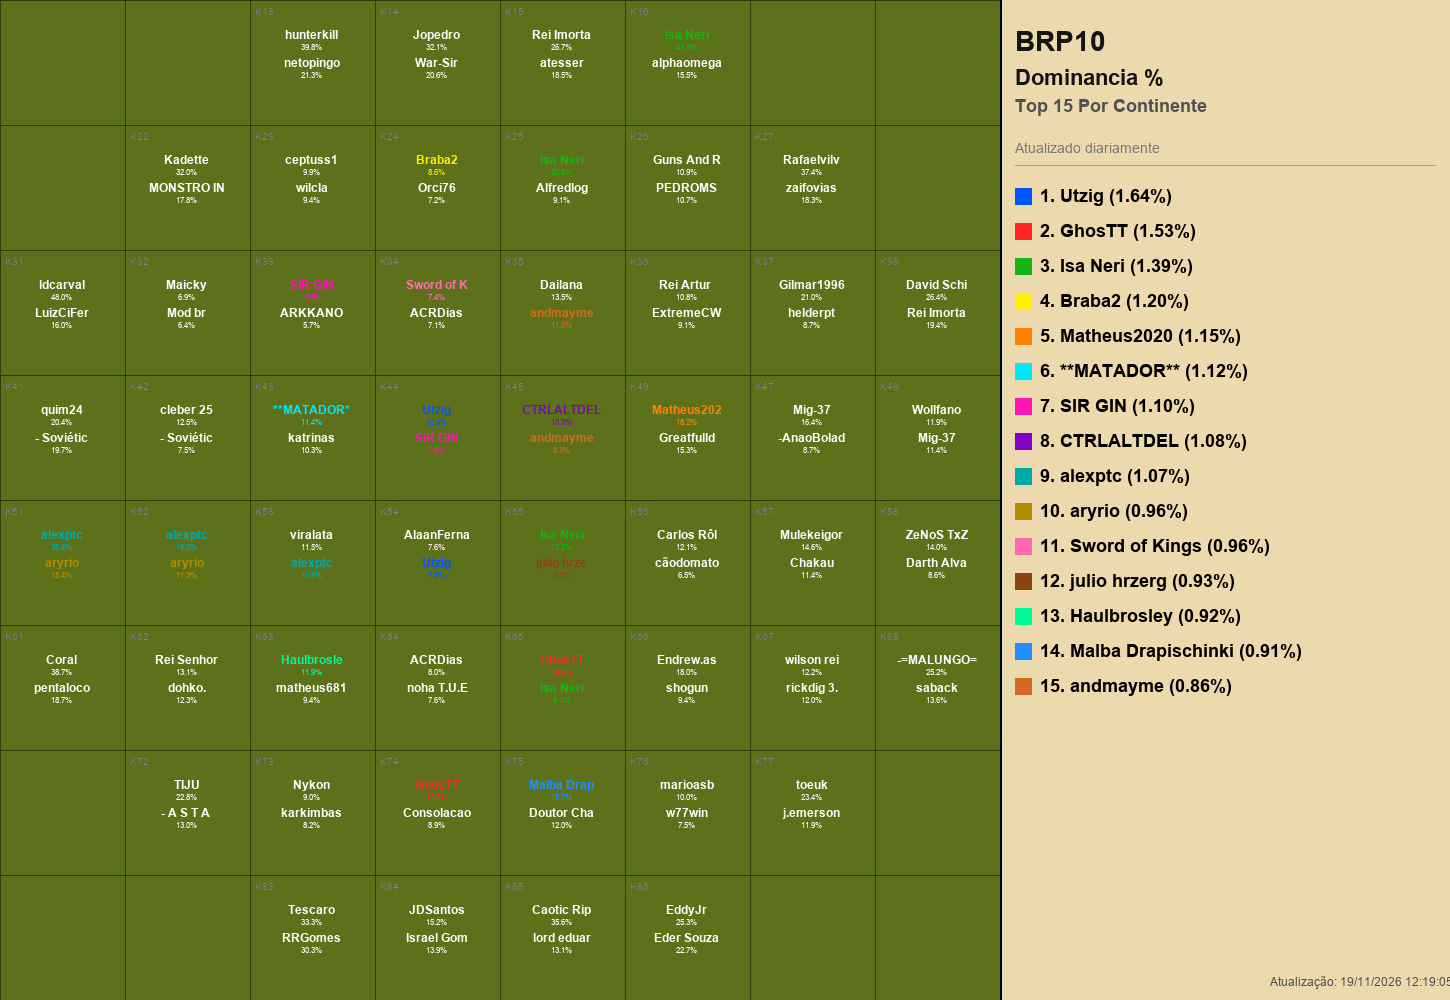 K13 K14 K15 K16
hunterkill Jopedro Rei Imorta Isa Neri
39.8% 32.1% 26.7%
netopingo War-Sir atesser alphaomega
21.3% 20.6% 18.5% 15.5%
K22 K23 K24 K25 K26 K27
Kadette ceptuss1 Braba2 Isa Neri Guns And R Rafaelvilv
32.0% 9.9% 8.6% 10.9% 37.4%
MONSTRO IN wilcla Orci76 Alfredlog PEDROMS zaifovias
17.8% 9.4% 7.2% 9.1% 10.7% 18.3%
K31 K32 K33 K34 K35 K36 K37 K38
ldcarval Maicky SIR GIN Sword of K Dailana Rei Artur Gilmar1996 David Schi
48.0% 6.9% 7.4% 13.5% 10.8% 21.0% 26.4%
LuizCiFer Mod br ARKKANO ACRDias andmayme ExtremeCW helderpt Rei Imorta
16.0% 6.4% 5.7% 7.1% 11.5% 9.1% 8.7% 19.4%
K41 K42 K43 K44 K45 K46 K47 K48
quim24 cleber 25 **MATADOR* Utzig CTRLALTDEL Matheus202 Mig-37 Wollfano
20.4% 12.5% 11.4% 12.4% 15.3% 18.2% 16.4% 11.9%
- Soviétic - Soviétic katrinas SIR GIN andmayme Greatfulld -AnaoBolad Mig-37
19.7% 7.5% 10.3% 8.3% 15.3% 8.7% 11.4%
K51 K52 K53 K54 K55 K56 K57 K58
alexptc alexptc viralata AlaanFerna Isa Neri Carlos Rôl Mulekeigor ZeNoS TxZ
11.5% 7.6% 12.1% 14.6% 14.0%
aryrio aryrio alexptc Utzig julio hrze cãodomato Chakau Darth Alva
15.4% 11.3% 10.6% 6.5% 11.4% 8.6%
K61 K62 K63 K64 K65 K66 K67 K68
Coral Rei Senhor Haulbrosle ACRDias GhosTT Endrew.as wilson rei -=MALUNGO=
38.7% 13.1% 11.9% 8.0% 18.0% 12.2% 25.2%
pentaloco dohko. matheus681 noha T.U.E Isa Neri shogun rickdig 3. saback
18.7% 12.3% 9.4% 7.6% 9.4% 12.0% 13.6%
K72 K73 K74 K75 K76 K77
TIJU Nykon GhosTT Malba Drap marioasb toeuk
22.8% 9.0% 15.7% 10.0% 23.4%
- A S T A karkimbas Consolacao Doutor Cha w77win j.emerson
13.0% 8.2% 8.9% 12.0% 7.5% 11.9%
K83 K84 K85 K86
Tescaro JDSantos Caotic Rip EddyJr
33.3% 15.2% 35.6% 25.3%
RRGomes Israel Gom lord eduar Eder Souza
30.3% 13.9% 13.1% 22.7%
BRP10
Dominancia %
Top 15 Por Continente
Atualizado diariamente
1. Utzig (1.64%)
2. GhosTT (1.53%)
3. Isa Neri (1.39%)
4. Braba2 (1.20%)
5. Matheus2020 (1.15%)
6. **MATADOR** (1.12%)
7. SIR GIN (1.10%)
8. CTRLALTDEL (1.08%)
9. alexptc (1.07%)
10. aryrio (0.96%)
11. Sword of Kings (0.96%)
12. julio hrzerg (0.93%)
13. Haulbrosley (0.92%)
14. Malba Drapischinki (0.91%)
15. andmayme (0.86%)
Atualização: 19/11/2026 12:19:05